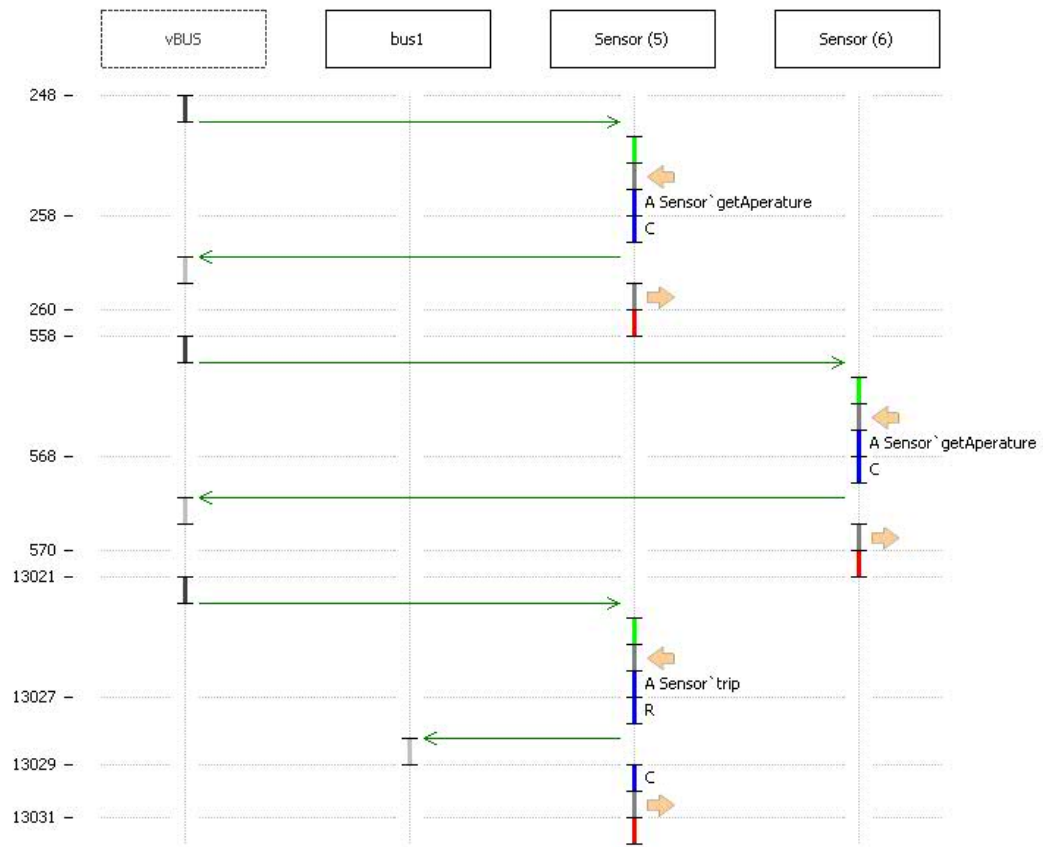 vBUS
bus1
Sensor (5)
Sensor (6)
248
A Sensor`getAperature
258
C
260
558
A Sensor`getAperature
568
C
570
13021
A Sensor`trip
13027
R
13029
C
13031